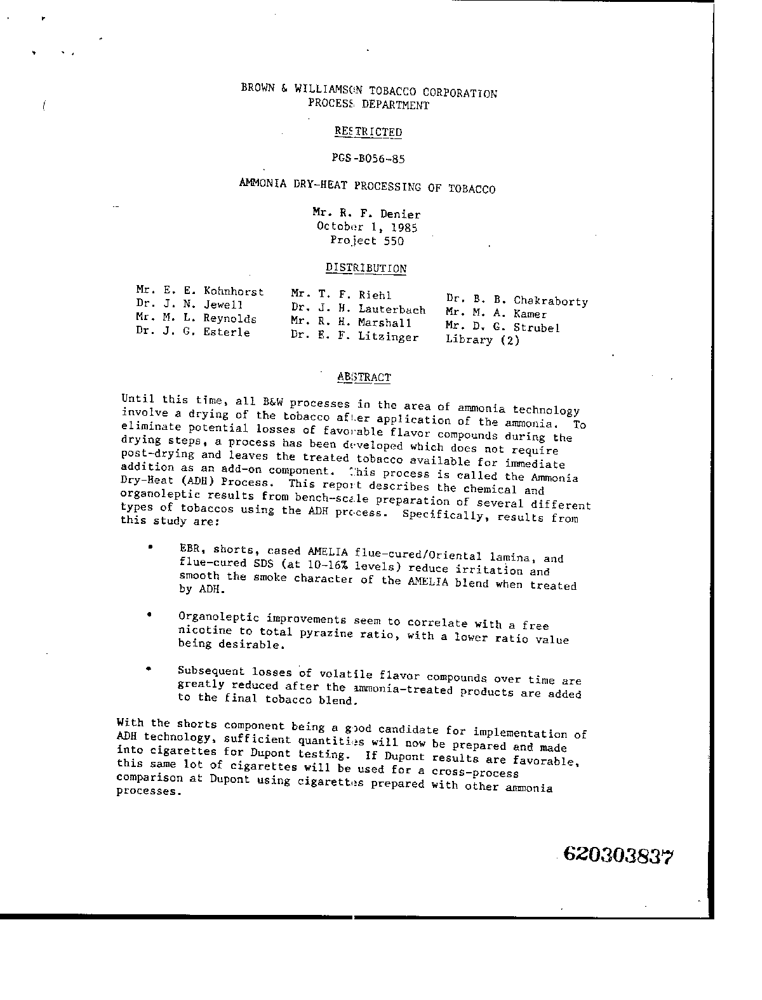 BROWN & WILLIAMSON TOBACCO CORPORATION
PROCESS DEPARTMENT
RESTRICTED
PGS-B056-85
AMMONIA DRY-HEAT PROCESSING OF TOBACCO
Mr. R. F. Denier
October 1, 1985
Project 550
DISTRIBUTION
Mr. E. E. Kohnhorst Mr. T. F. Riehl Dr. B. B. Chakraborty
Dr. J. N. Jewell Dr. J. H. Lauterbach Mr. M. A. Kamer
Mr. M. L. Reynolds Mr. R. H. Marshall Mr. D. G. Strubel
Dr. J. G. Esterle Dr. E. F. Litzinger Library (2)
ABSTRACT
Until this time, all B&W processes in the area of ammonia technology
involve a drying of the tobacco after application of the ammonia. To
eliminate potential losses of favorable flavor compounds during the
drying steps, a process has been developed which does not require
post-drying and leaves the treated tobacco available for immediate
addition as an add-on component. This process is called the Ammonia
Dry-Heat (ADH) Process. This report describes the chemical and
organoleptic results from bench-scale preparation of several different
types of tobaccos using the ADH process. Specifically, results from
this study are:
• EBR, shorts, cased AMELIA flue-cured/Oriental lamina, and
flue-cured SDS (at 10-16% levels) reduce irritation and
smooth the smoke character of the AMELIA blend when treated
by ADH.
• Organoleptic improvements seem to correlate with a free
nicotine to total pyrazine ratio, with a lower ratio value
being desirable.
• Subsequent losses of volatile flavor compounds over time are
greatly reduced after the ammonia-treated products are added
to the final tobacco blend.
With the shorts component being a good candidate for implementation of
ADH technology, sufficient quantities will now be prepared and made
into cigarettes for Dupont testing. If Dupont results are favorable,
this same lot of cigarettes will be used for a cross-process
comparison at Dupont using cigarettes prepared with other ammonia
processes.
620303837